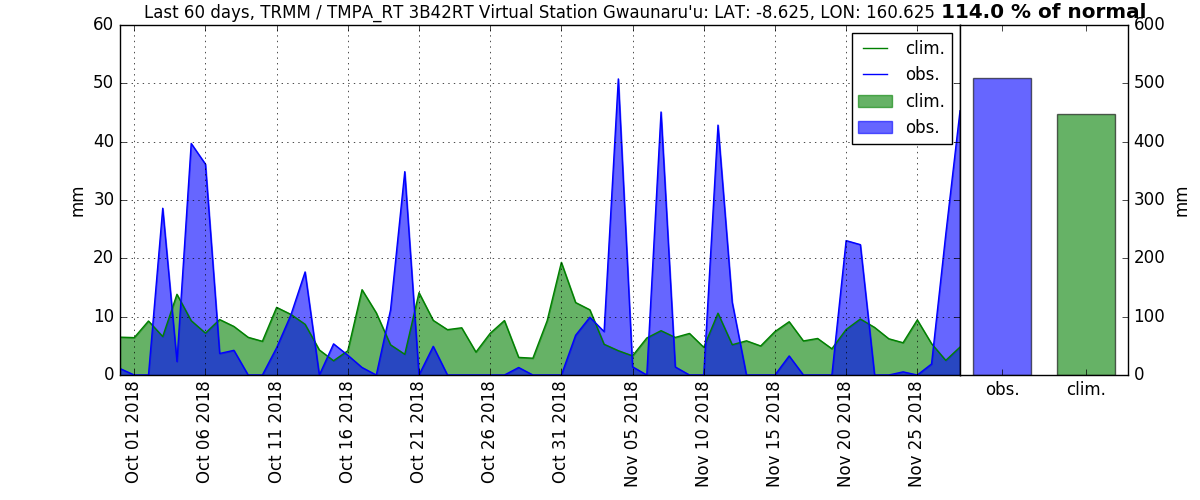 Last 60 days, TRMM / TMPA_RT 3B42RT Virtual Station Gwaunaru'u: LAT: -8.625, LON: 160.625 114.0 % of normal
60
50
40
30
20
10
0
mm
clim.
obs.
clim.
obs.
600
500
400
300
200
100
0
mm
obs.
clim.
Oct 01 2018
Oct 06 2018
Oct 11 2018
Oct 16 2018
Oct 21 2018
Oct 26 2018
Oct 31 2018
Nov 05 2018
Nov 10 2018
Nov 15 2018
Nov 20 2018
Nov 25 2018